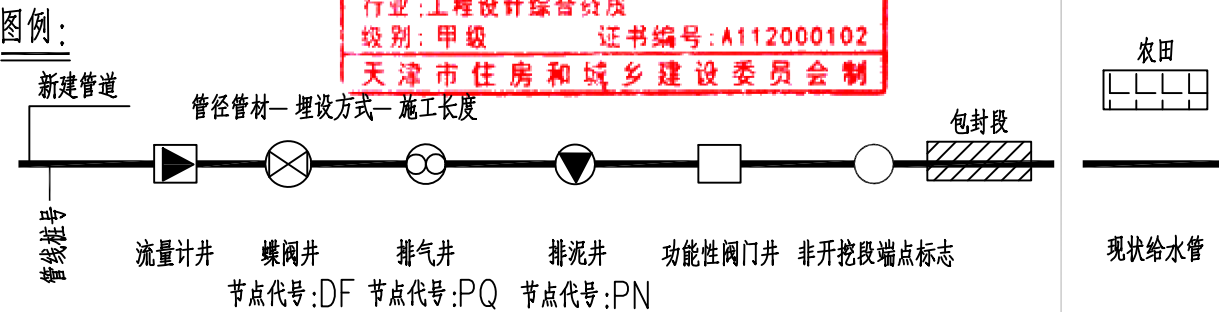 行业:工程设计综合资质
级别:甲级 证书编号:A112000102
天津市住房和城乡建设委员会制
图例:
新建管道
管径管材—埋设方式—施工长度
包封段
农田
管线桩号
流量计井
蝶阀井
排气井
排泥井
功能性阀门井
非开挖段端点标志
现状给水管
节点代号:DF
节点代号:PQ
节点代号:PN